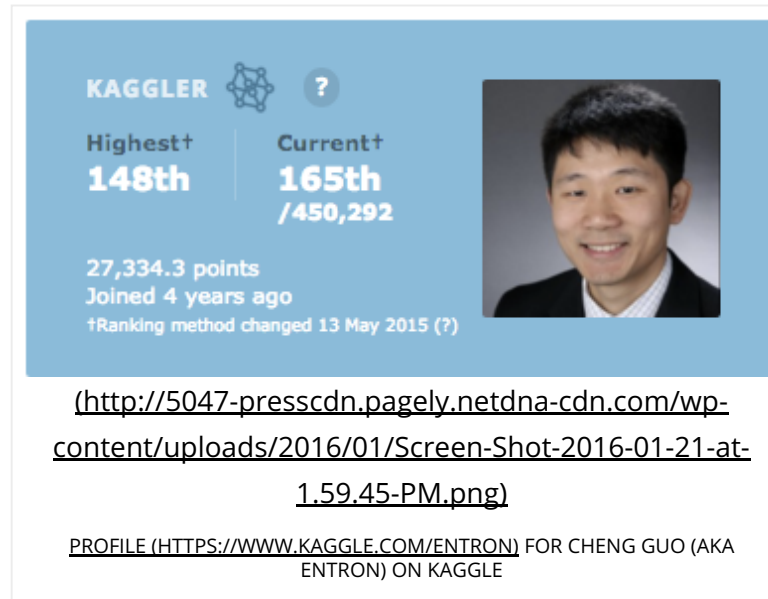 KAGGLER ?
Highest† Current†
148th 165th
/450,292
27,334.3 points
Joined 4 years ago
†Ranking method changed 13 May 2015 (?)
(http://5047-presscdn.pagely.netdna-cdn.com/wp-
content/uploads/2016/01/Screen-Shot-2016-01-21-at-
1.59.45-PM.png)
PROFILE (HTTPS://WWW.KAGGLE.COM/ENTRON) FOR CHENG GUO (AKA
ENTRON) ON KAGGLE